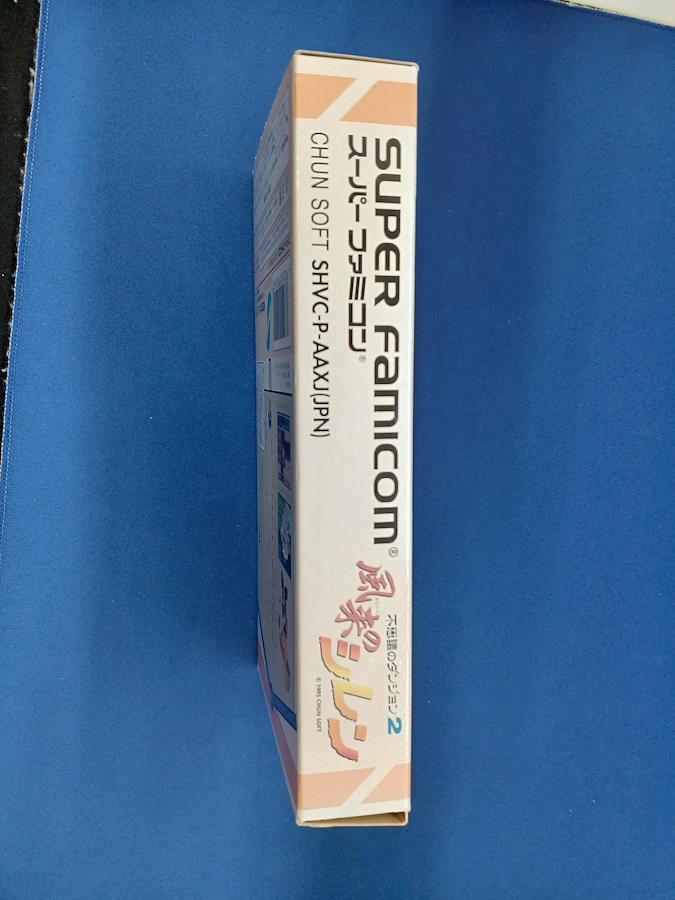 SUPER FAMICOM®
スーパーファミコン®
CHUN SOFT SHVC-P-AAXJ(JPN)
不思議のダンジョン2
風来の
シレン
© 1995 CHUN SOFT